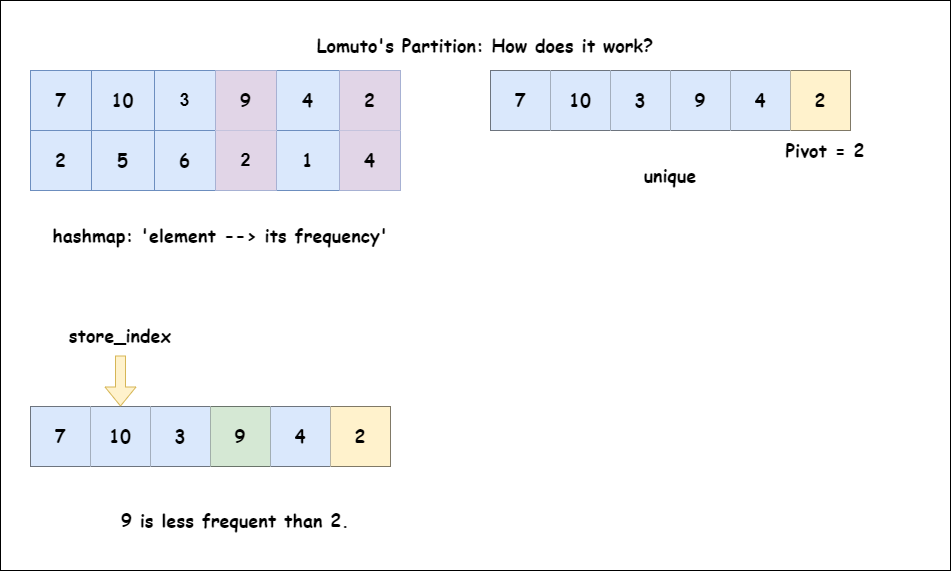 Lomuto's Partition: How does it work?
7 10 3 9 4 2
2 5 6 2 1 4
hashmap: 'element --> its frequency'
7 10 3 9 4 2
Pivot = 2
unique
store_index
7 10 3 9 4 2
9 is less frequent than 2.